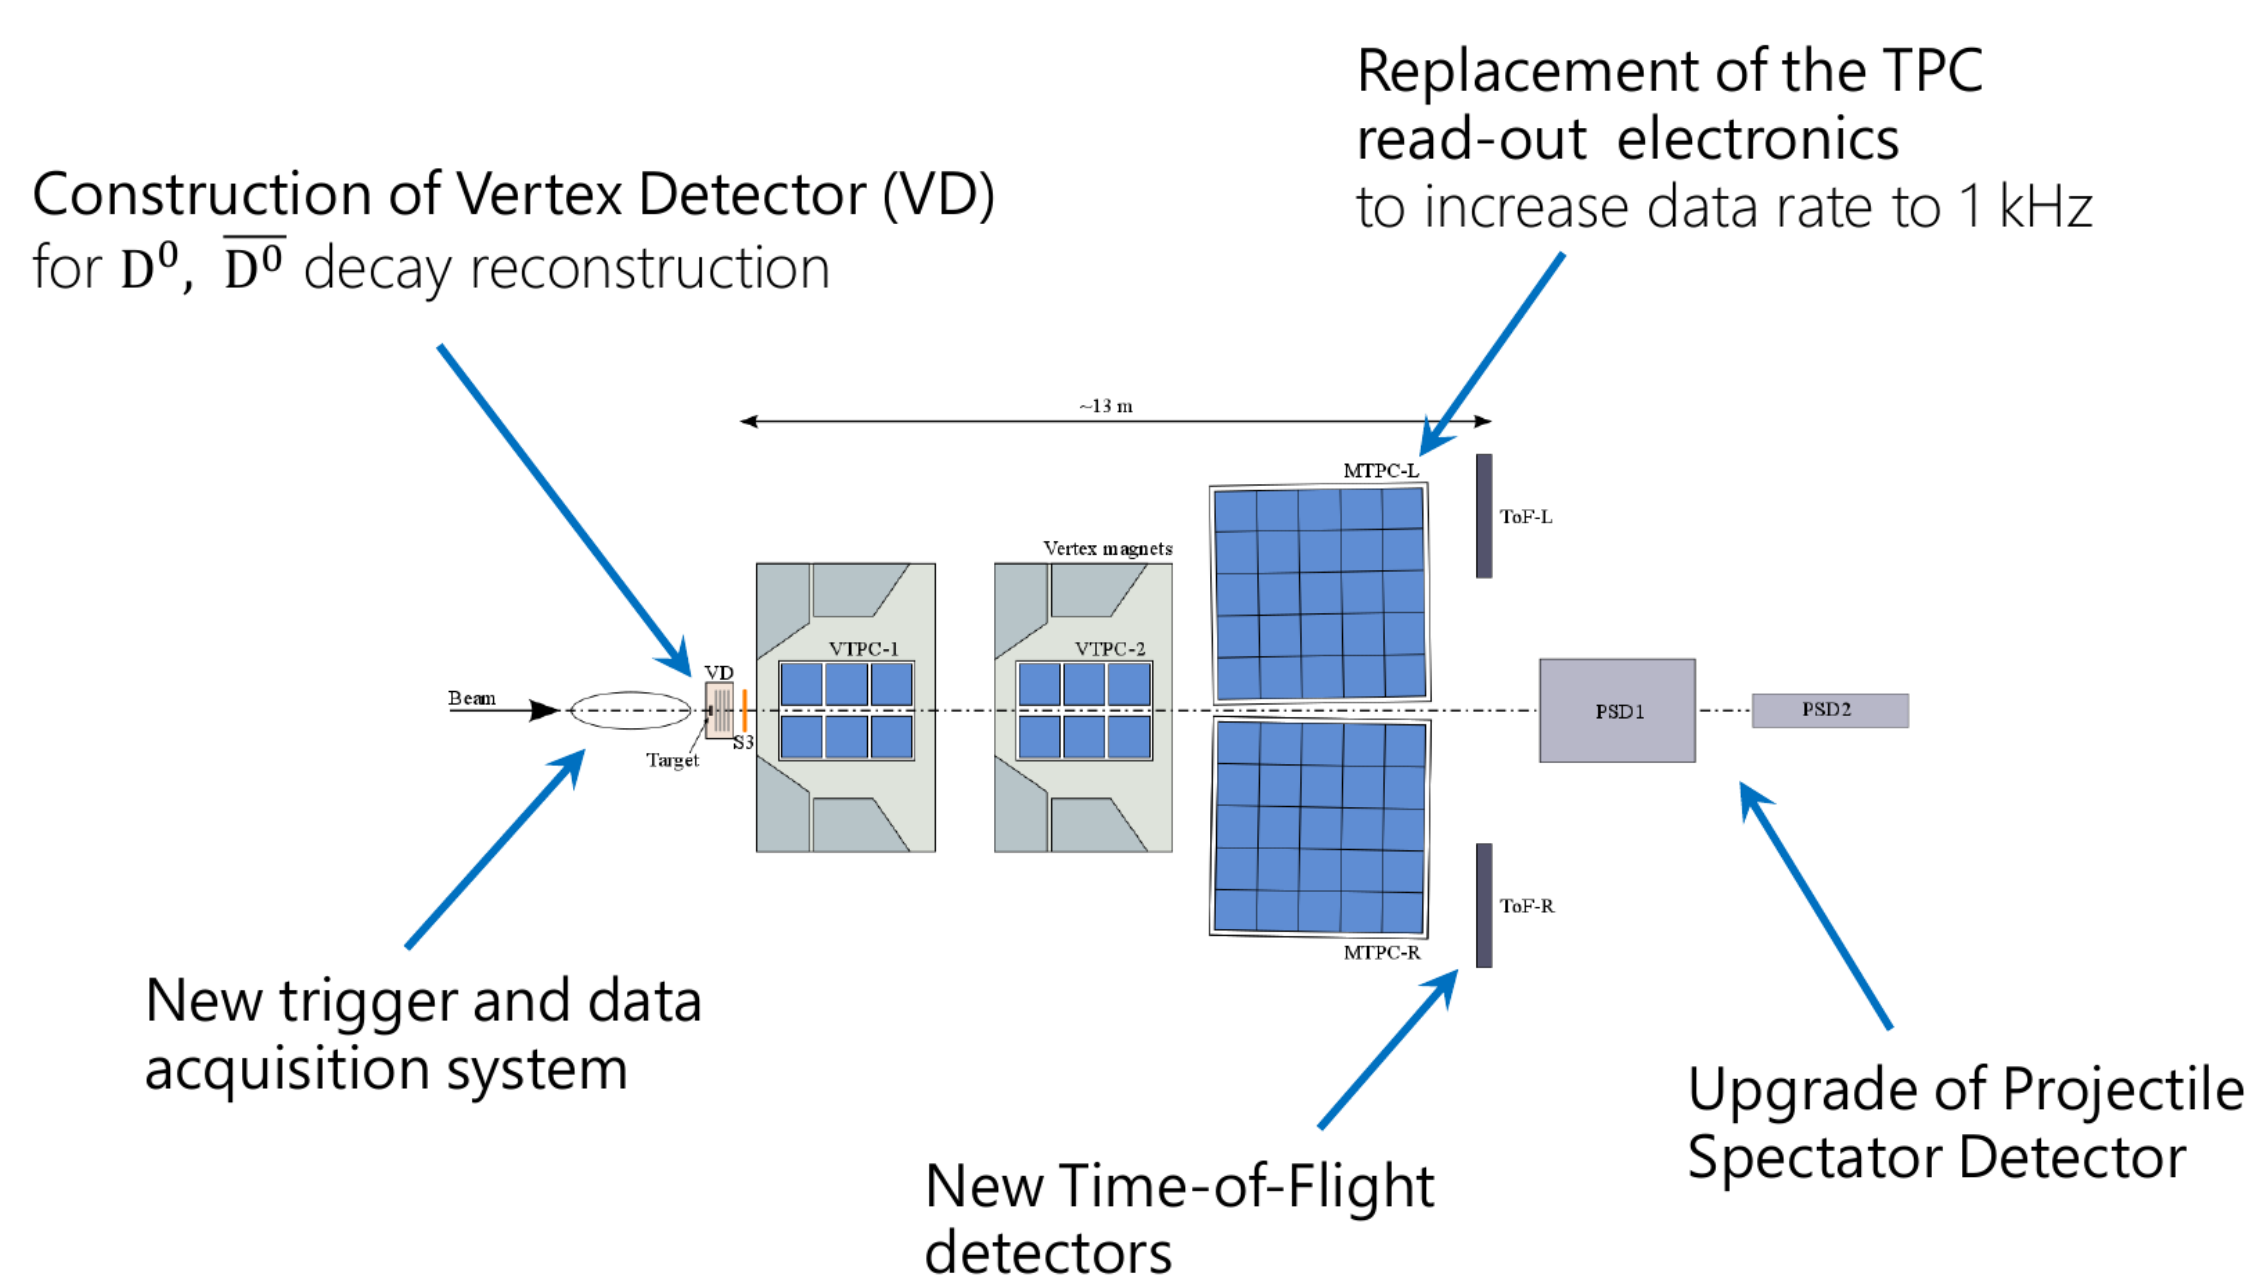 Replacement of the TPC
read-out electronics
to increase data rate to 1 kHz
Construction of Vertex Detector (VD)
for D⁰, D̅⁰ decay reconstruction
~13 m
MTPC-L
ToF-L
Vertex magnets
VTPC-1
VTPC-2
VD
Beam
PSD1
PSD2
S3
Target
ToF-R
MTPC-R
New trigger and data
acquisition system
Upgrade of Projectile
Spectator Detector
New Time-of-Flight
detectors